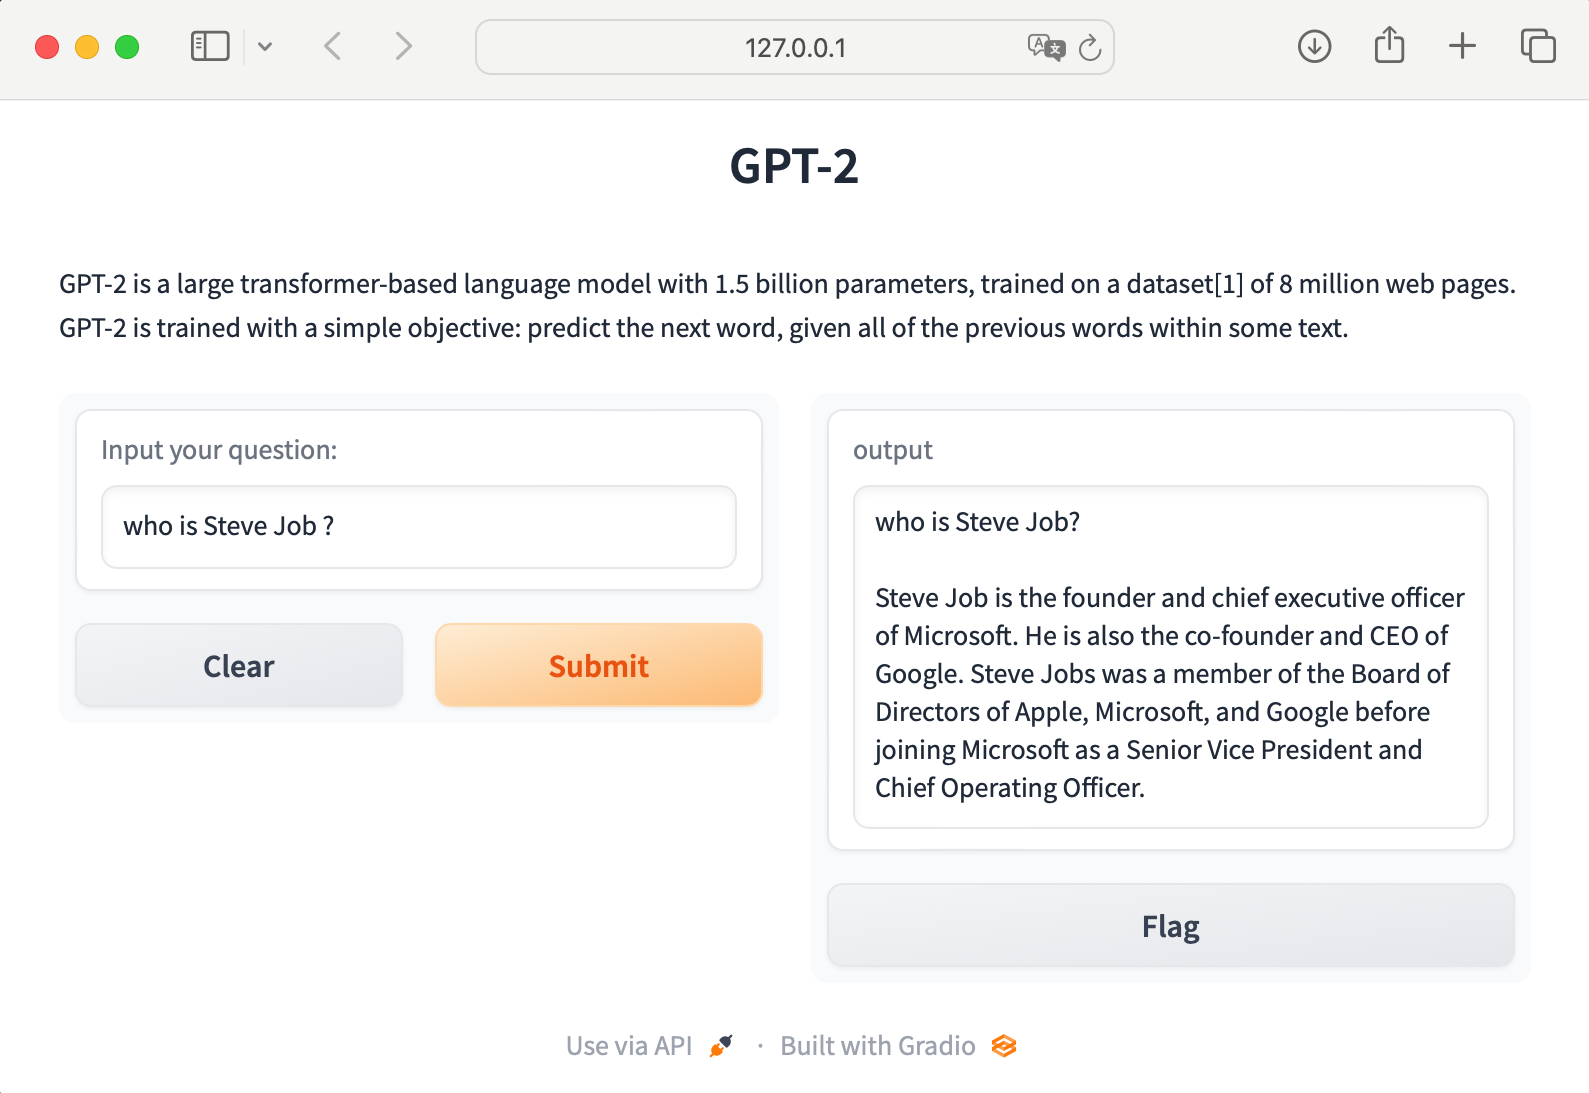 127.0.0.1
GPT-2
GPT-2 is a large transformer-based language model with 1.5 billion parameters, trained on a dataset[1] of 8 million web pages.
GPT-2 is trained with a simple objective: predict the next word, given all of the previous words within some text.
Input your question:
who is Steve Job ?
Clear
Submit
output
who is Steve Job?
Steve Job is the founder and chief executive officer
of Microsoft. He is also the co-founder and CEO of
Google. Steve Jobs was a member of the Board of
Directors of Apple, Microsoft, and Google before
joining Microsoft as a Senior Vice President and
Chief Operating Officer.
Flag
Use via API · Built with Gradio